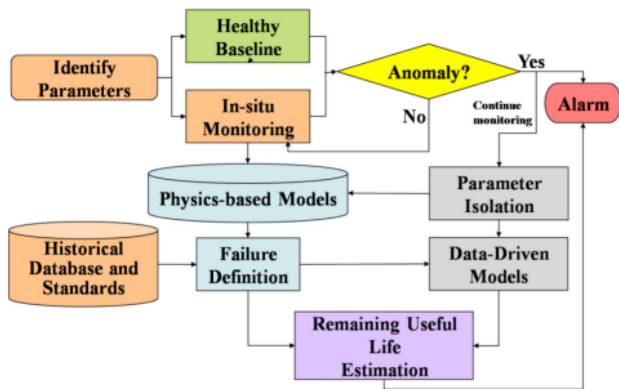 Healthy
Baseline
Identify
Parameters
Anomaly?
Yes
Alarm
In-situ
Monitoring
No
Continue
monitoring
Physics-based Models
Parameter
Isolation
Historical
Database and
Standards
Failure
Definition
Data-Driven
Models
Remaining Useful
Life
Estimation